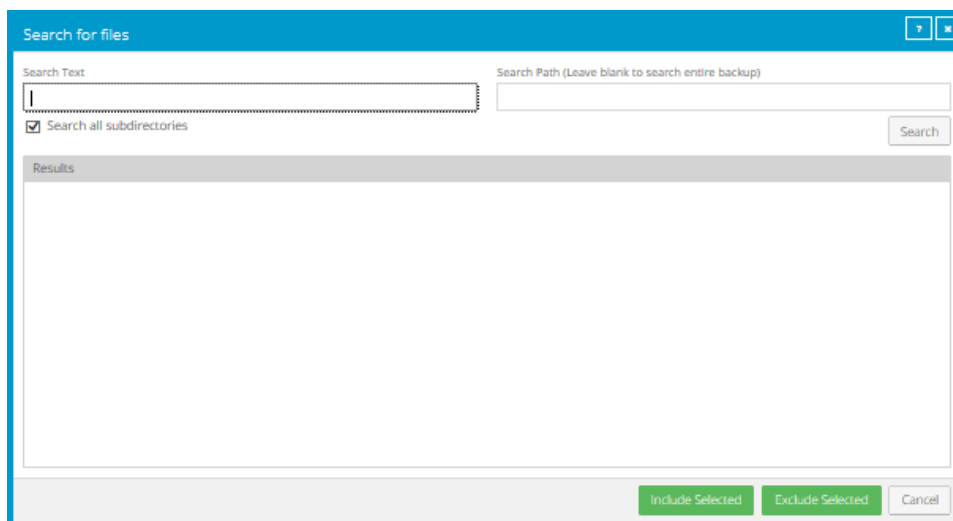 Search for files
?
Search Text
Search Path (Leave blank to search entire backup)
Search all subdirectories
Search
Results
Include Selected
Exclude Selected
Cancel